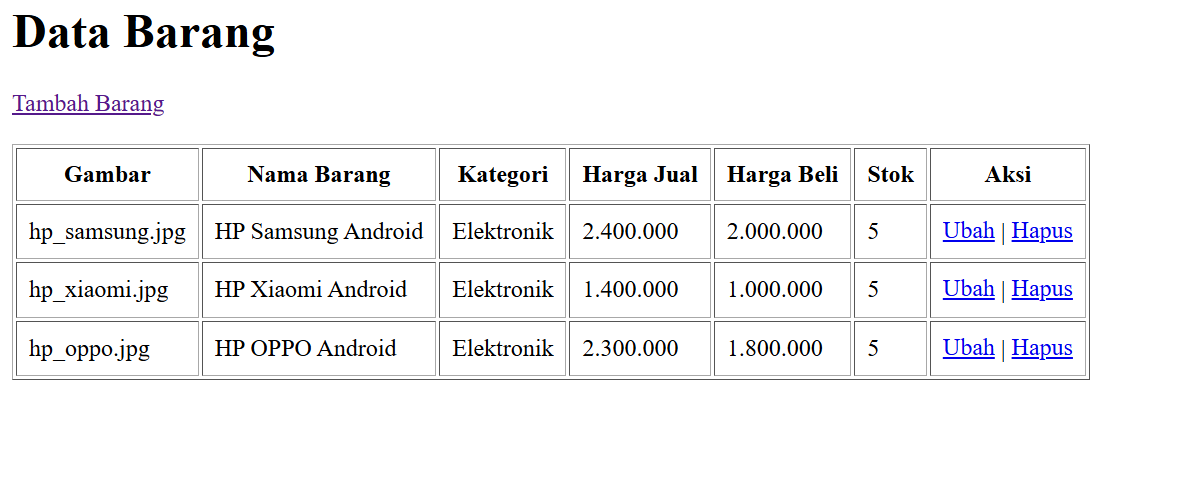 Data Barang
Tambah Barang
Gambar Nama Barang Kategori Harga Jual Harga Beli Stok Aksi
hp_samsung.jpg HP Samsung Android Elektronik 2.400.000 2.000.000 5 Ubah | Hapus
hp_xiaomi.jpg HP Xiaomi Android Elektronik 1.400.000 1.000.000 5 Ubah | Hapus
hp_oppo.jpg HP OPPO Android Elektronik 2.300.000 1.800.000 5 Ubah | Hapus